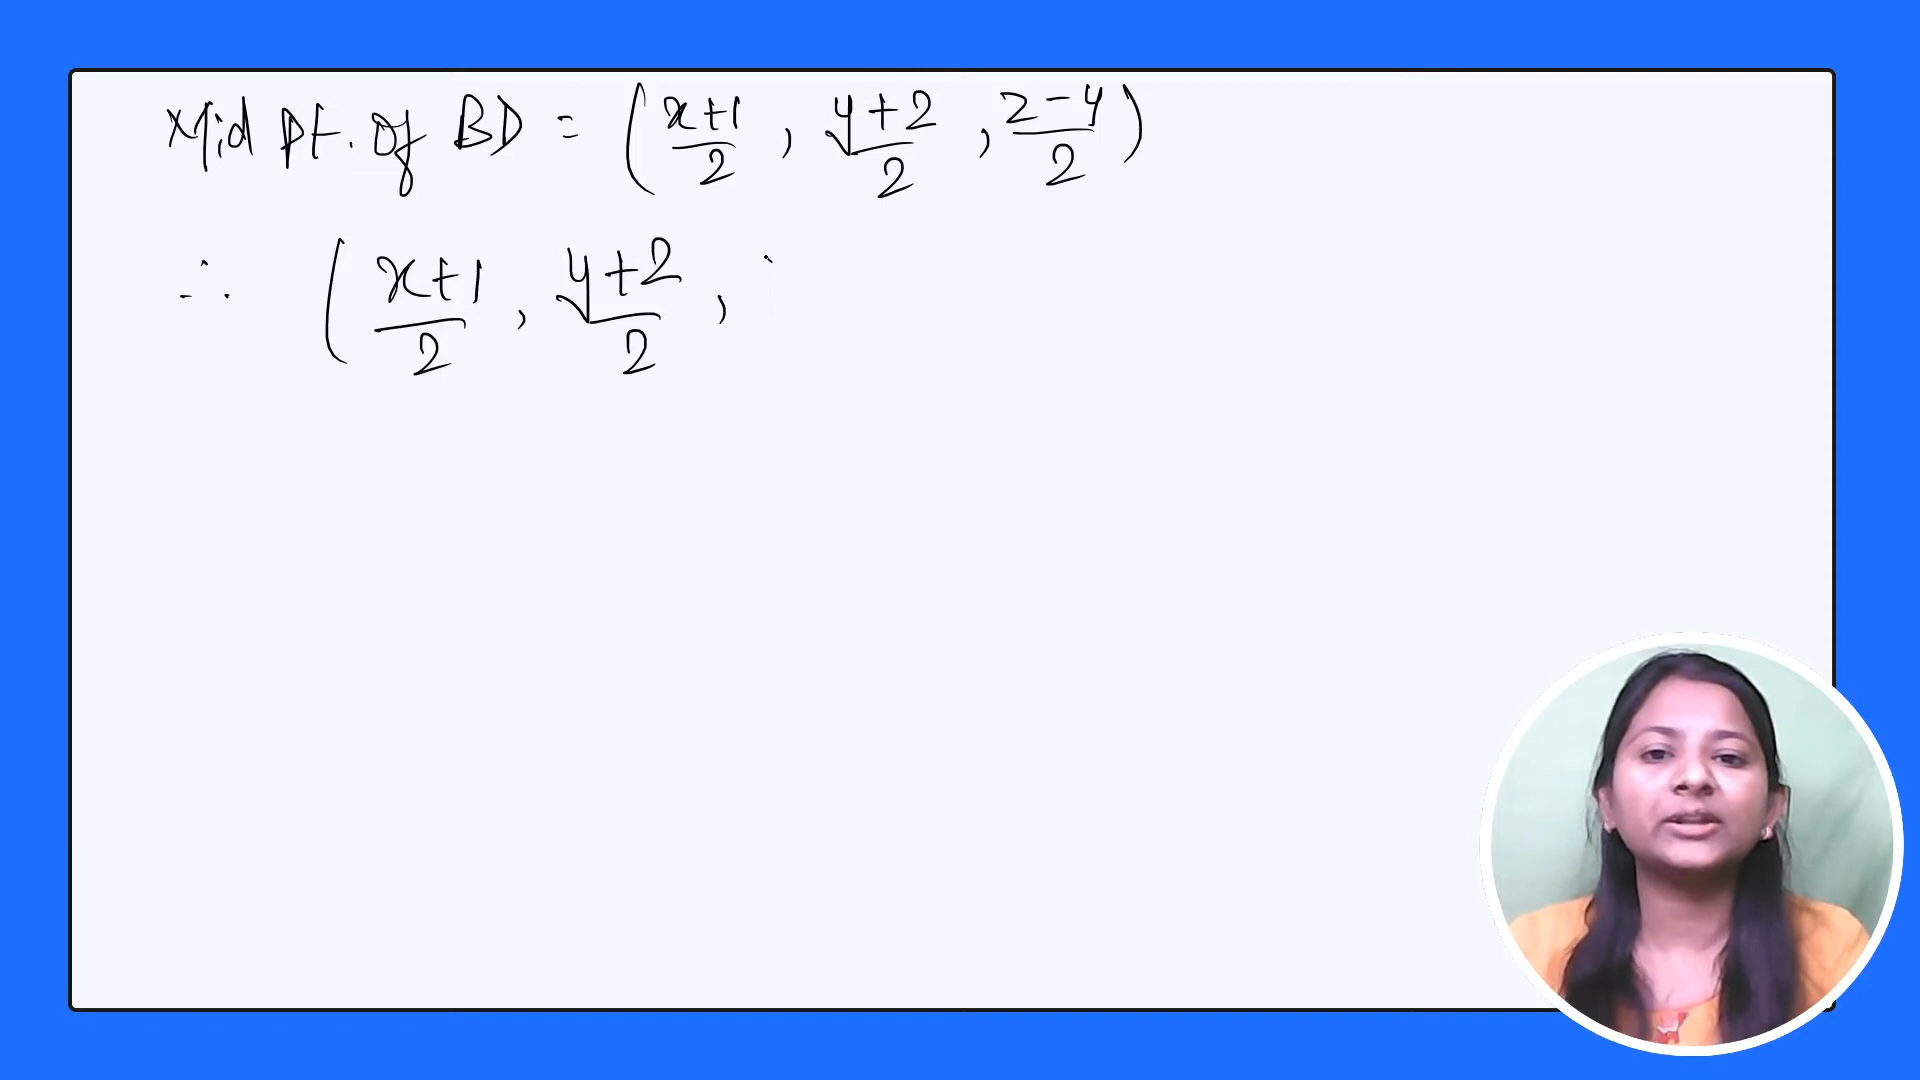 Mid pt. of BD = (x+1/2, y+2/2, z-4/2)
∴ (x+1/2, y+2/2,